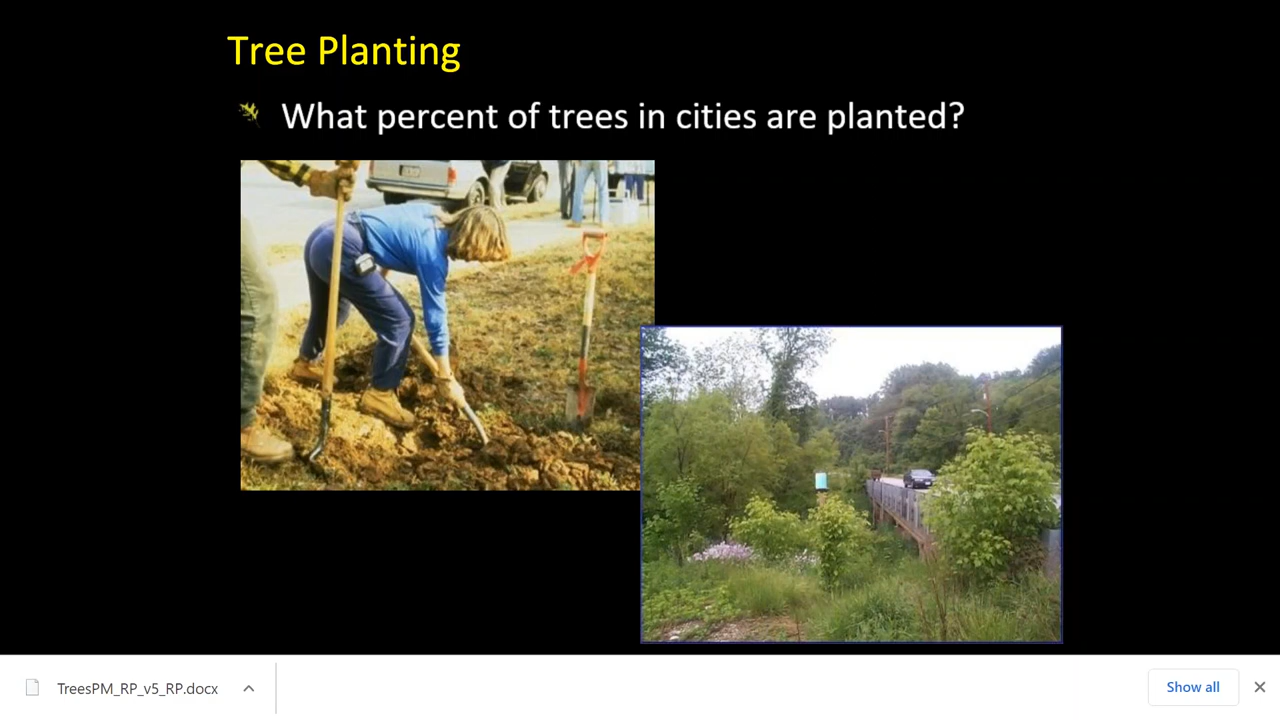 Tree Planting
What percent of trees in cities are planted?
TreesPM_RP_v5_RP.docx
Show all